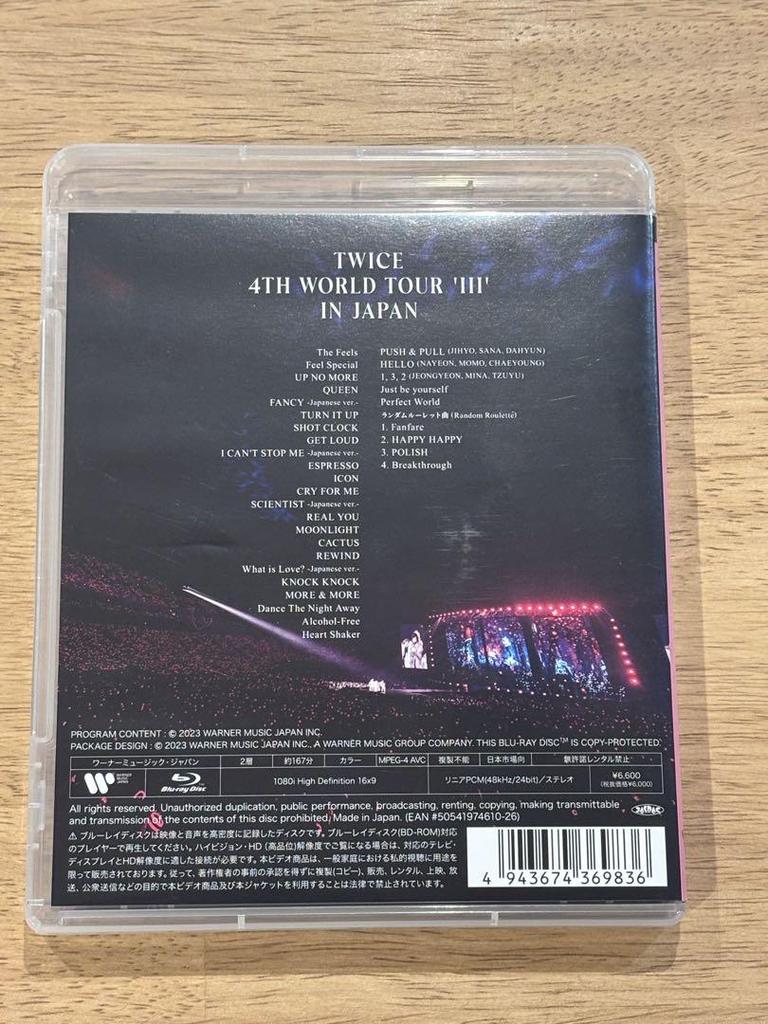 TWICE
4TH WORLD TOUR 'III'
IN JAPAN
The Feels
Feel Special
UP NO MORE
QUEEN
FANCY -Japanese ver.-
TURN IT UP
SHOT CLOCK
GET LOUD
I CAN'T STOP ME -Japanese ver.-
ESPRESSO
ICON
CRY FOR ME
SCIENTIST -Japanese ver.-
REAL YOU
MOONLIGHT
CACTUS
REWIND
What is Love? -Japanese ver.-
KNOCK KNOCK
MORE & MORE
Dance The Night Away
Alcohol-Free
Heart Shaker
PUSH & PULL (JIHYO, SANA, DAHYUN)
HELLO (NAYEON, MOMO, CHAEYOUNG)
1, 3, 2 (JEONGYEON, MINA, TZUYU)
Just be yourself
Perfect World
ランダムルーレット曲 (Random Roulette)
1. Fanfare
2. HAPPY HAPPY
3. POLISH
4. Breakthrough
PROGRAM CONTENT : © 2023 WARNER MUSIC JAPAN INC.
PACKAGE DESIGN : © 2023 WARNER MUSIC JAPAN INC., A WARNER MUSIC GROUP COMPANY. THIS BLU-RAY DISC™ IS COPY-PROTECTED.
ワーナーミュージック・ジャパン 2層 約167分 カラー MPEG-4 AVC 複製不能 日本市場向 無許諾レンタル禁止
WARNER MUSIC JAPAN Blu-ray Disc 1080i High Definition 16x9 リニアPCM(48kHz/24bit)/ステレオ ¥6,600
(税抜価格¥6,000)
All rights reserved. Unauthorized duplication, public performance, broadcasting, renting, copying, making transmittable
and transmission to the contents of this disc prohibited. Made in Japan. (EAN #50541974610-26)
⚠ ブルーレイディスクは映像と音声を高密度に記録したディスクです。ブルーレイディスク(BD-ROM)対応
のプレイヤーで再生してください。ハイビジョン・HD (高品位)解像度でご覧になる場合は、対応のテレビ・
ディスプレイとHD解像度に適した接続が必要です。本ビデオ商品は、一般家庭における私的視聴に用途を
限って販売されております。従って、著作権者の事前の承認を得ずに複製(コピー)、販売、レンタル、上映、放
送、公衆送信などの目的で本ビデオ商品及び本ジャケットを利用することは法律で禁止されています。
4 943674 369836